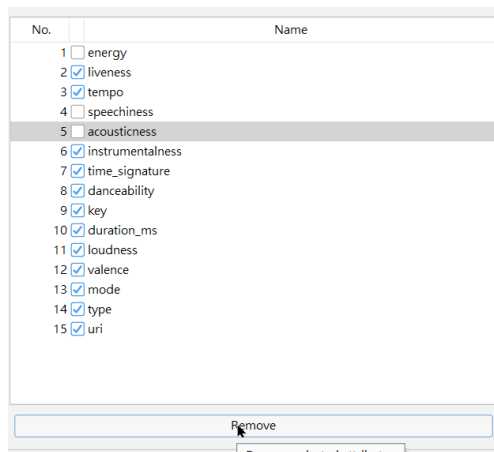 No. Name
1 energy
2 liveness
3 tempo
4 speechiness
5 acousticness
6 instrumentalness
7 time_signature
8 danceability
9 key
10 duration_ms
11 loudness
12 valence
13 mode
14 type
15 uri
Remove